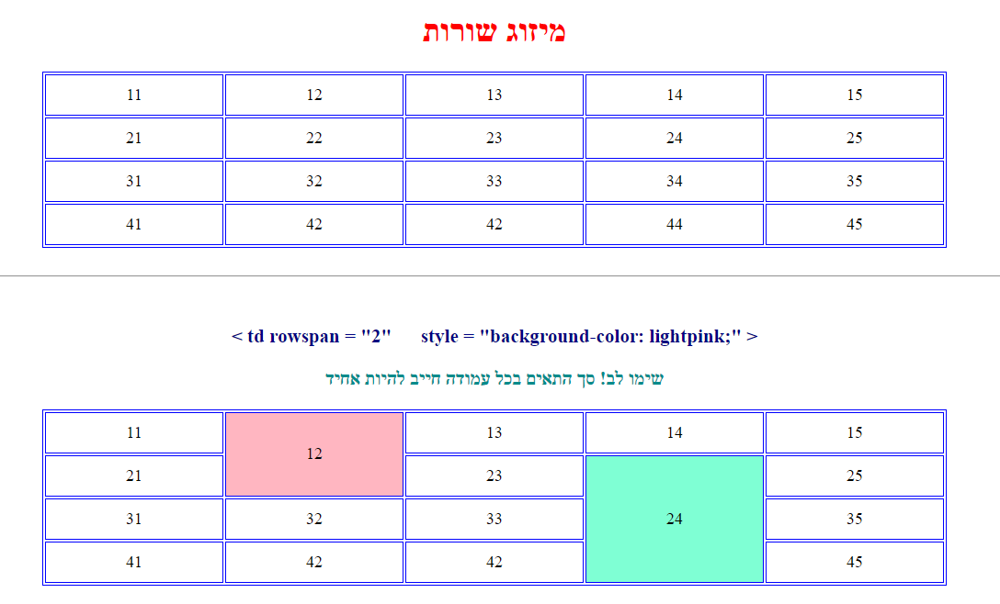 מיזוג שורות
11 12 13 14 15
21 22 23 24 25
31 32 33 34 35
41 42 42 44 45
< td rowspan = "2" style = "background-color: lightpink;" >
שימו לב! סך התאים בכל עמודה חייב להיות אחיד
11 12 13 14 15
21 23 24 25
31 32 33 35
41 42 42 45